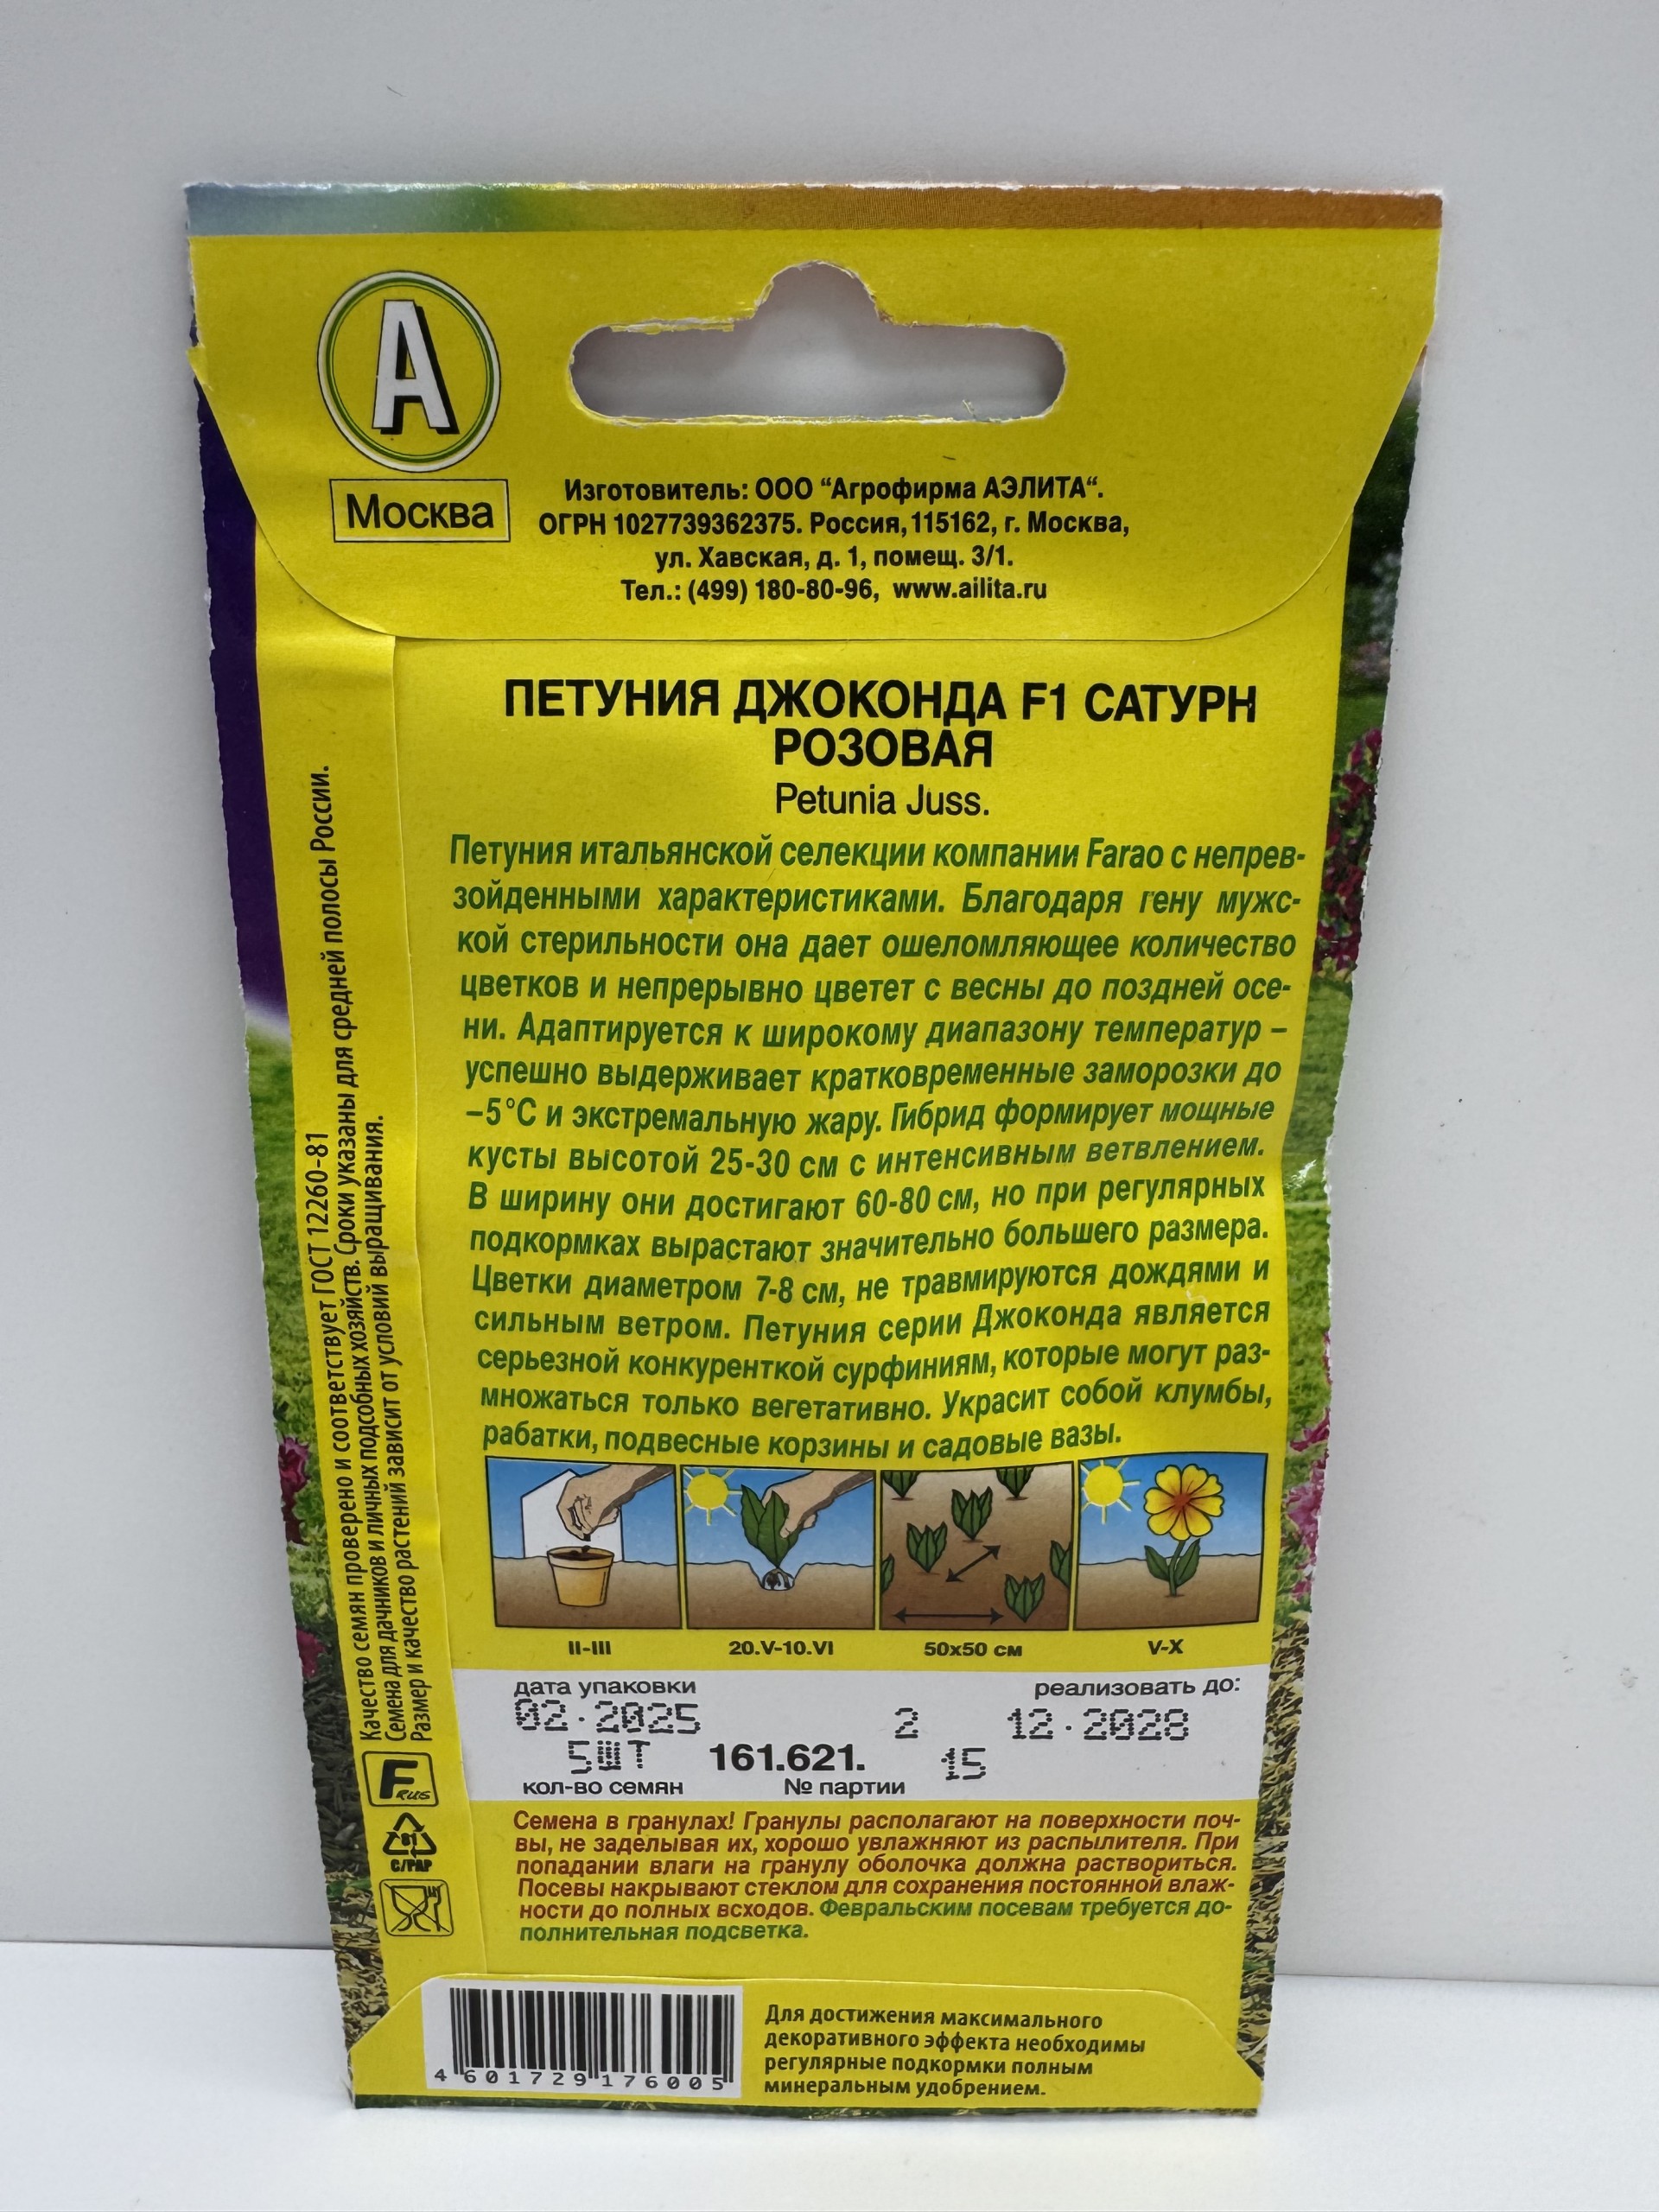 А
Москва
Изготовитель: ООО “Агрофирма АЭЛИТА“.
ОГРН 1027739362375. Россия, 115162, г. Москва,
ул. Хавская, д. 1, помещ. 3/1.
Тел.: (499) 180-80-96, www.ailita.ru
ПЕТУНИЯ ДЖОКОНДА F1 САТУРН
РОЗОВАЯ
Petunia Juss.
Петуния итальянской селекции компании Farao с непрев-
зойденными характеристиками. Благодаря гену мужс-
кой стерильности она дает ошеломляющее количество
цветков и непрерывно цветет с весны до поздней осе-
ни. Адаптируется к широкому диапазону температур –
успешно выдерживает кратковременные заморозки до
–5°С и экстремальную жару. Гибрид формирует мощные
кусты высотой 25-30 см с интенсивным ветвлением.
В ширину они достигают 60-80 см, но при регулярных
подкормках вырастают значительно большего размера.
Цветки диаметром 7-8 см, не травмируются дождями и
сильным ветром. Петуния серии Джоконда является
серьезной конкуренткой сурфиниям, которые могут раз-
множаться только вегетативно. Украсит собой клумбы,
рабатки, подвесные корзины и садовые вазы.
II-III
20.V-10.VI
50х50 см
V-X
дата упаковки
реализовать до:
02.2025
2
12.2028
5ШТ
161.621.
15
кол-во семян
№ партии
Семена в гранулах! Гранулы располагают на поверхности поч-
вы, не заделывая их, хорошо увлажняют из распылителя. При
попадании влаги на гранулу оболочка должна раствориться.
Посевы накрывают стеклом для сохранения постоянной влаж-
ности до полных всходов. Февральским посевам требуется до-
полнительная подсветка.
Качество семян проверено и соответствует ГОСТ 12260-81
Семена для дачников и личных подсобных хозяйств. Сроки указаны для средней полосы России.
Размер и качество растений зависит от условий выращивания.
F RUS
81
C/PAP
4 601729 176005
Для достижения максимального
декоративного эффекта необходимы
регулярные подкормки полным
минеральным удобрением.